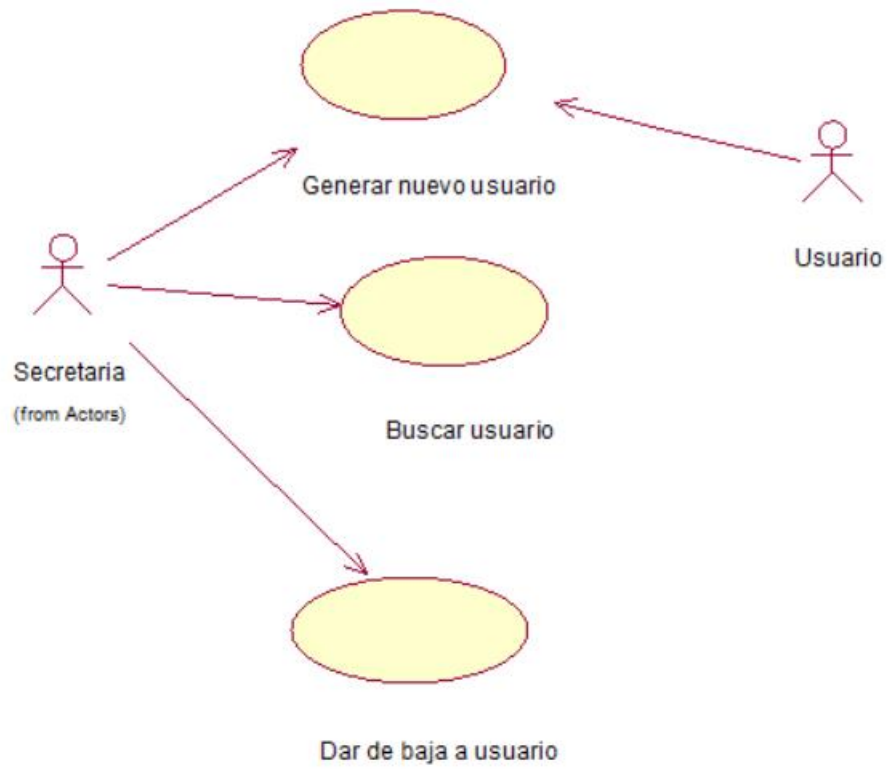 Generar nuevo usuario
Usuario
Secretaria
(from Actors)
Buscar usuario
Dar de baja a usuario